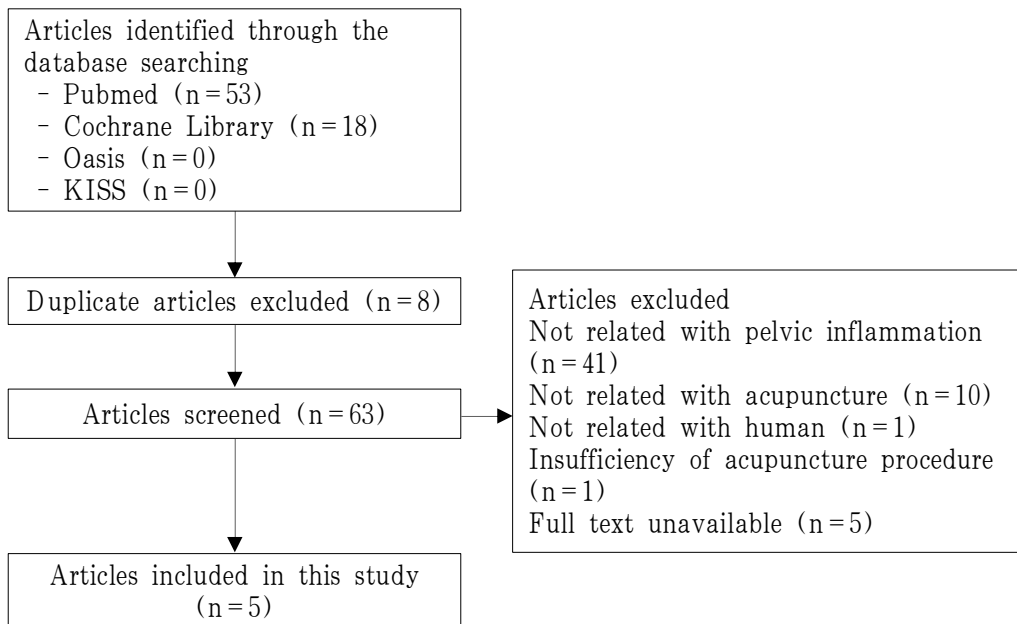 Articles identified through the
database searching
- Pubmed (n=53)
- Cochrane Library (n=18)
- Oasis (n=0)
- KISS (n=0)
Duplicate articles excluded (n=8)
Articles screened (n=63)
Articles excluded
Not related with pelvic inflammation
(n=41)
Not related with acupuncture (n=10)
Not related with human (n=1)
Insufficiency of acupuncture procedure
(n=1)
Full text unavailable (n=5)
Articles included in this study
(n=5)